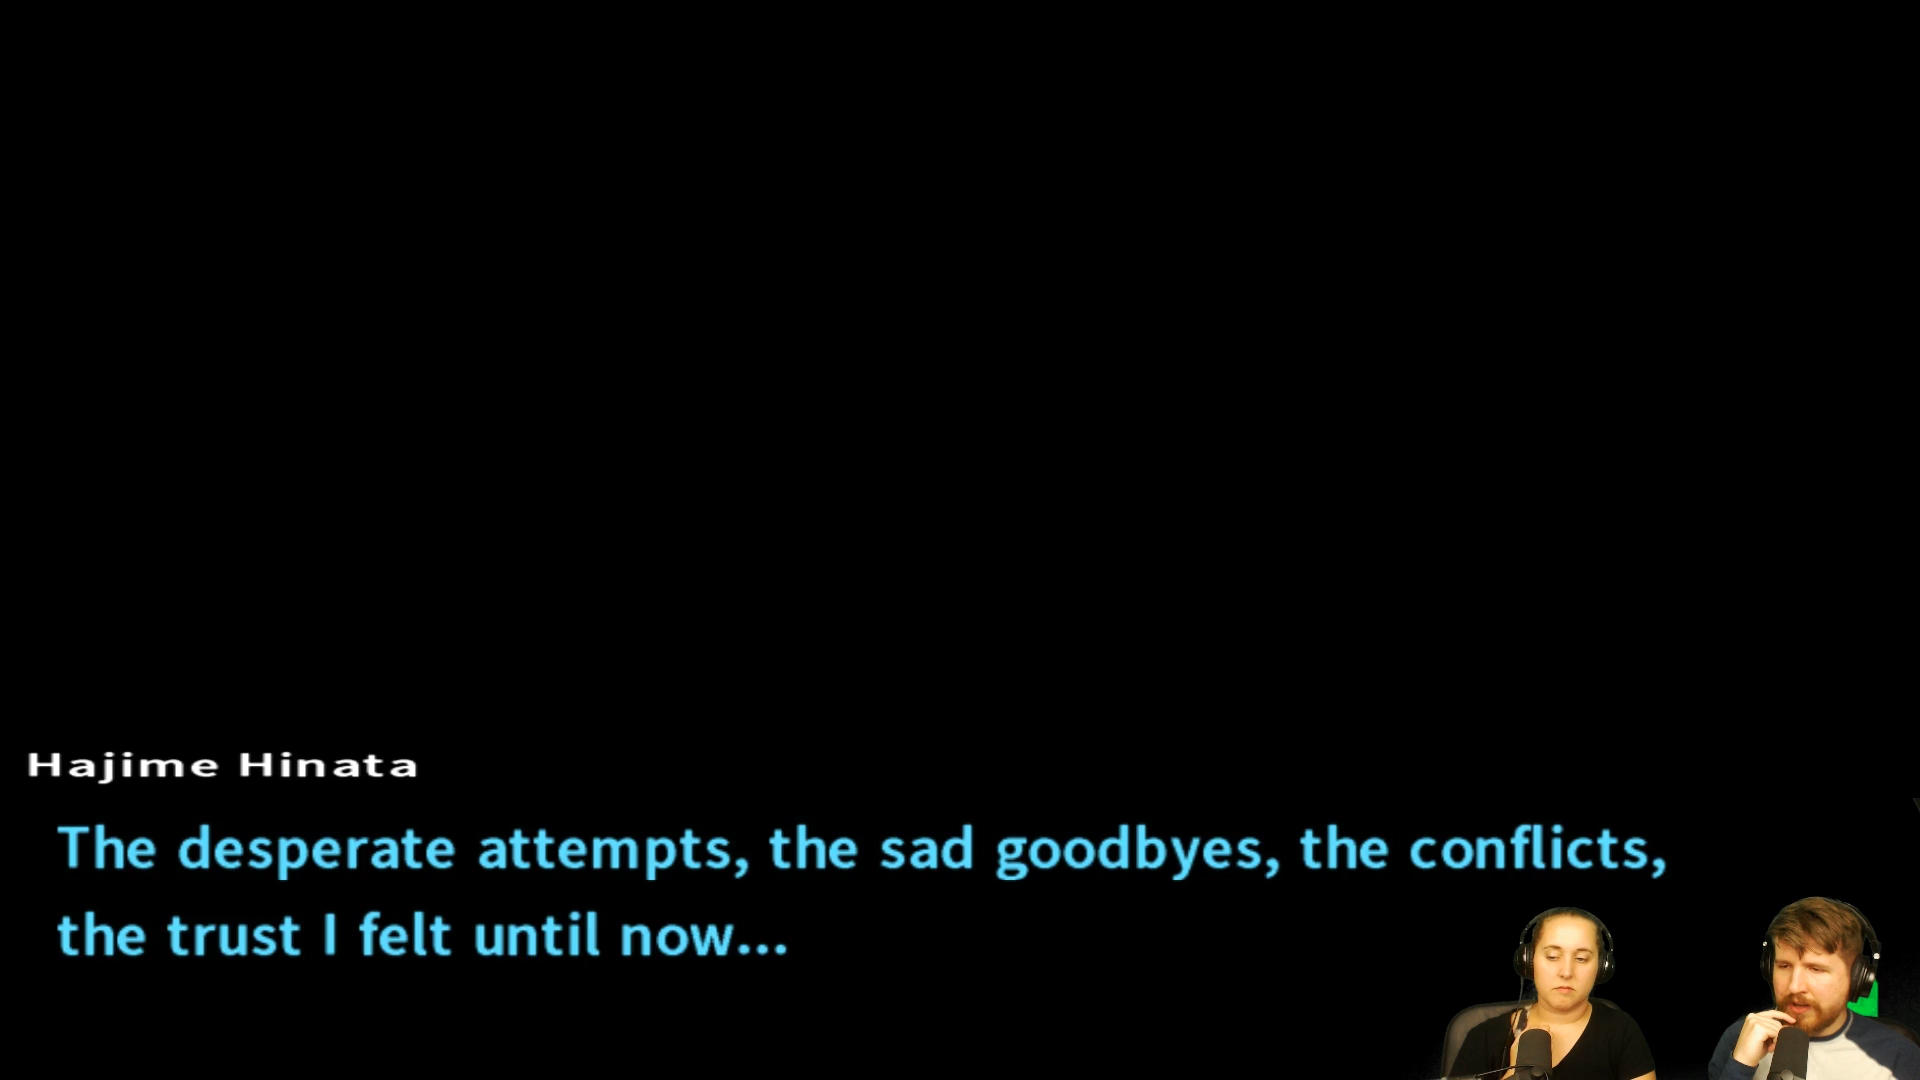 Hajime Hinata
The desperate attempts, the sad goodbyes, the conflicts,
the trust I felt until now...